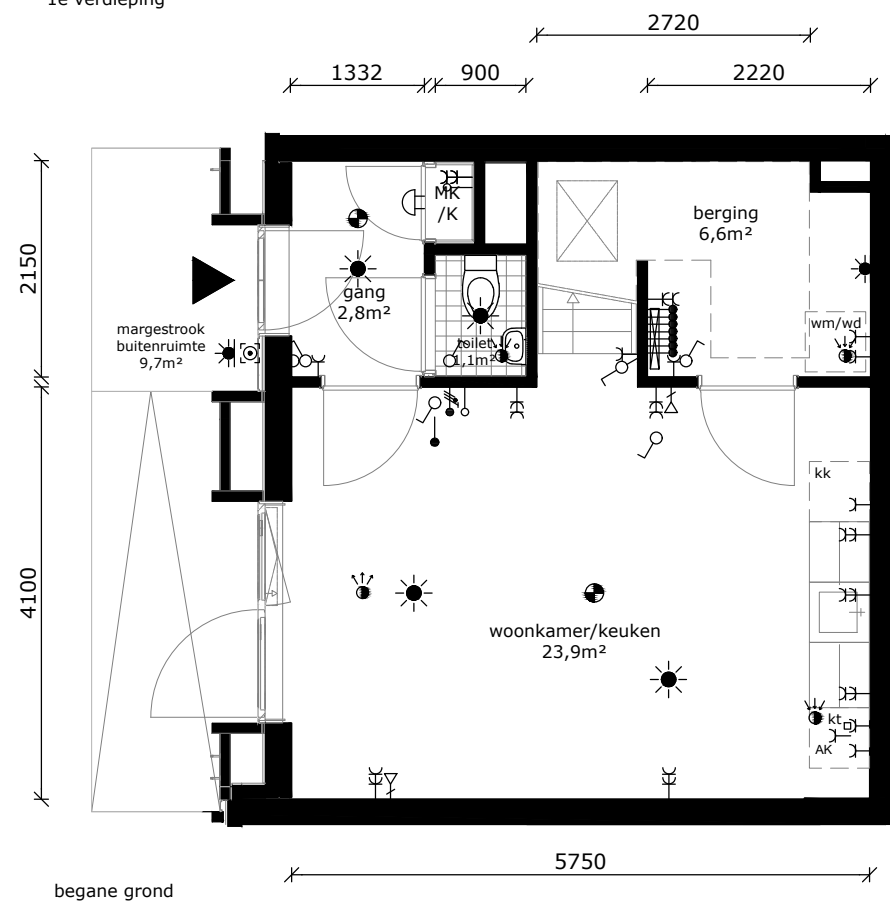 1e verdieping
2720
1332
900
2220
2150
MK
/K
berging
6,6m²
gang
2,8m²
margestrook
buitenruimte
9,7m²
toilet
1,1m²
wm/wd
kk
4100
woonkamer/keuken
23,9m²
kt
AK
5750
begane grond